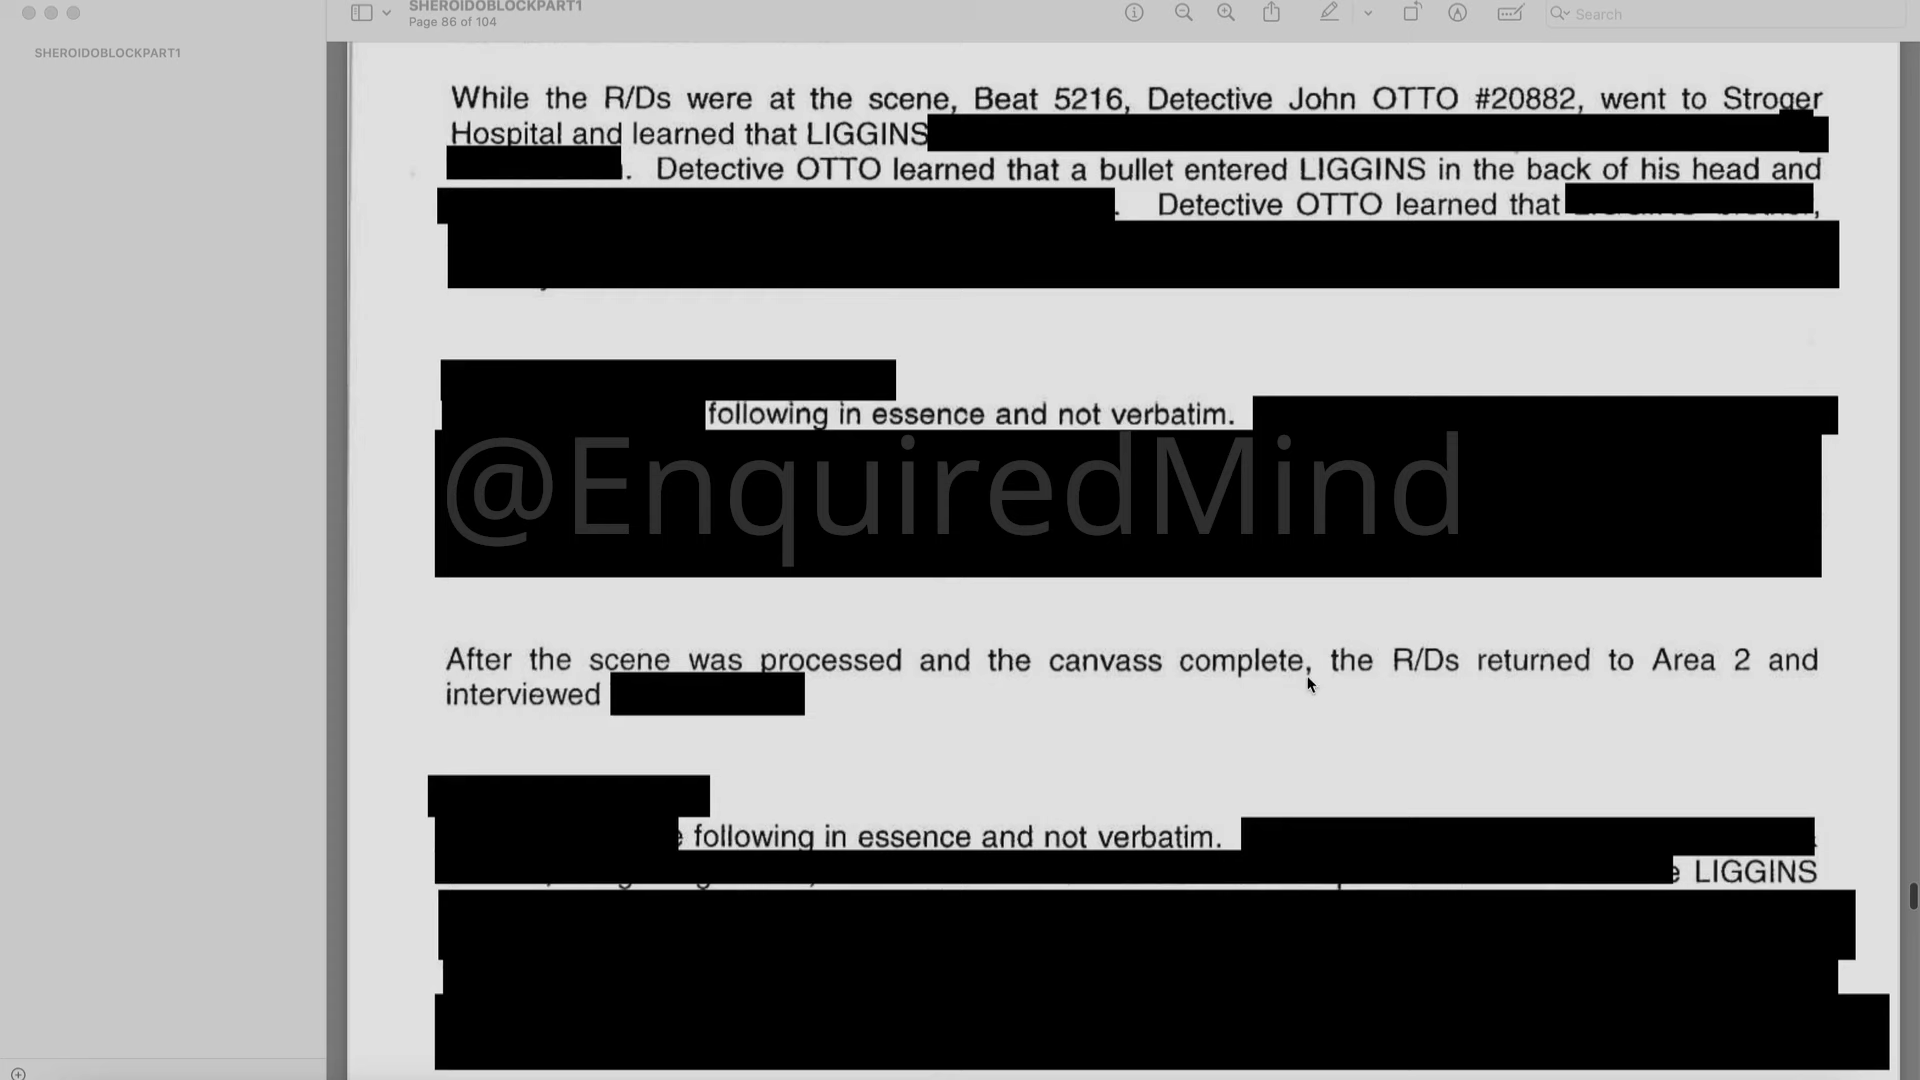 SHEROIDOBLOCKPART1
Page 86 of 104
Search
SHEROIDOBLOCKPART1
While the R/Ds were at the scene, Beat 5216, Detective John OTTO #20882, went to Stroger
Hospital and learned that LIGGINS
. Detective OTTO learned that a bullet entered LIGGINS in the back of his head and
. Detective OTTO learned that ,
following in essence and not verbatim.
@EnquiredMind
After the scene was processed and the canvass complete, the R/Ds returned to Area 2 and
interviewed
following in essence and not verbatim.
LIGGINS